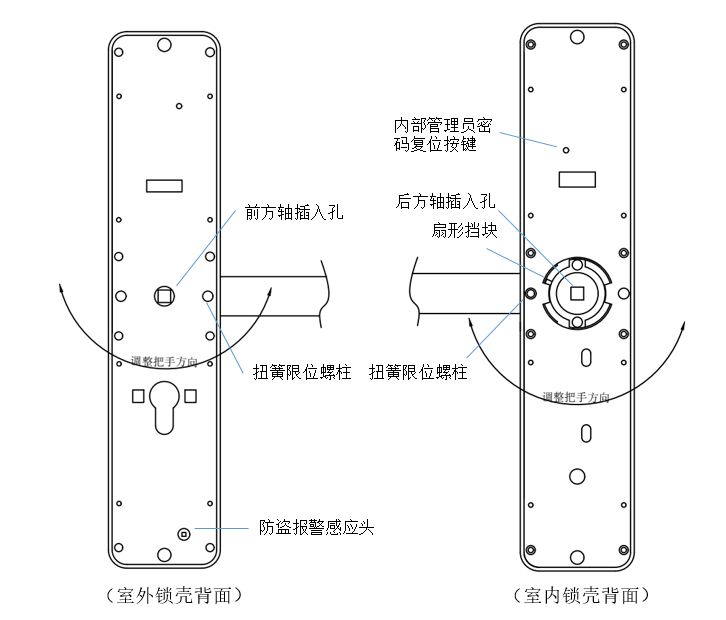 内部管理员密
码复位按键
前方轴插入孔
后方轴插入孔
扇形挡块
调整把手方向
扭簧限位螺柱
扭簧限位螺柱
调整把手方向
防盗报警感应头
（室外锁壳背面）
（室内锁壳背面）